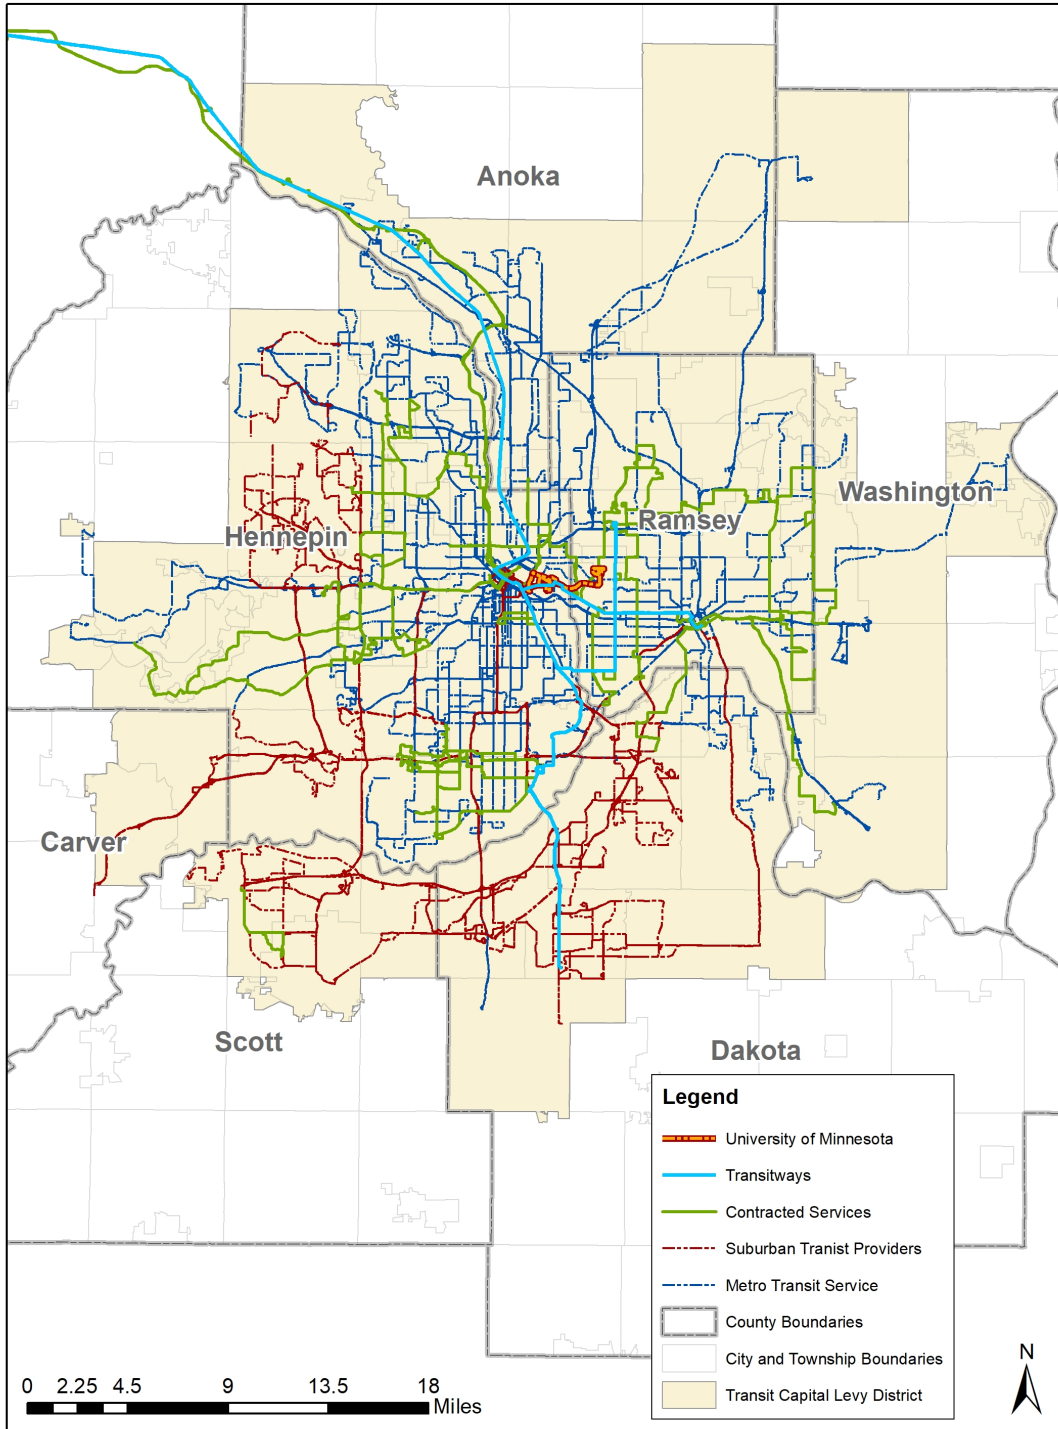 Anoka
Washington
Ramsey
Hennepin
Carver
Scott
Dakota
Legend
University of Minnesota
Transitways
Contracted Services
Suburban Tranist Providers
Metro Transit Service
County Boundaries
City and Township Boundaries
Transit Capital Levy District
N
0 2.25 4.5 9 13.5 18
Miles